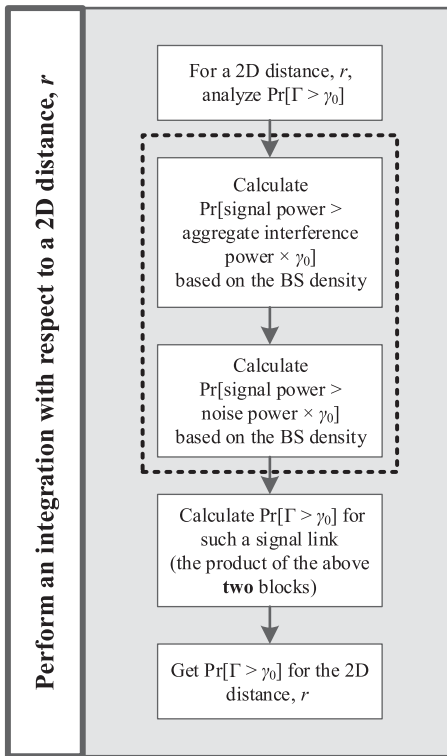 Perform an integration with respect to a 2D distance, r
For a 2D distance, r,
analyze Pr[Γ > γ₀]
Calculate
Pr[signal power >
aggregate interference
power × γ₀]
based on the BS density
Calculate
Pr[signal power >
noise power × γ₀]
based on the BS density
Calculate Pr[Γ > γ₀] for
such a signal link
(the product of the above
two blocks)
Get Pr[Γ > γ₀] for the 2D
distance, r